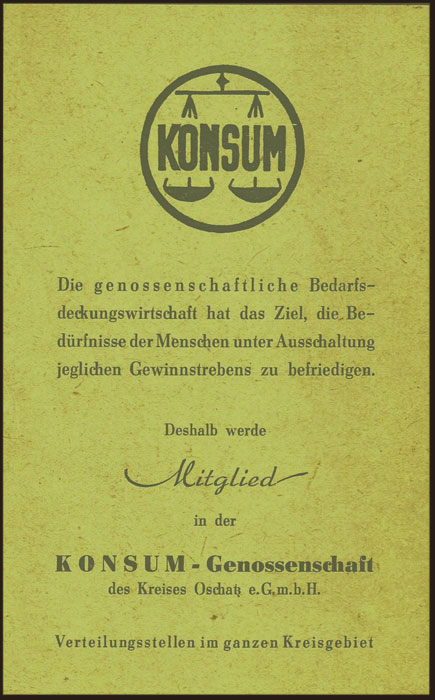 KONSUM
Die genossenschaftliche Bedarfs-
deckungswirtschaft hat das Ziel, die Be-
dürfnisse der Menschen unter Ausschaltung
jeglichen Gewinnstrebens zu befriedigen.
Deshalb werde
Mitglied
in der
KONSUM-Genossenschaft
des Kreises Oschatz e.G.m.b.H.
Verteilungsstellen im ganzen Kreisgebiet